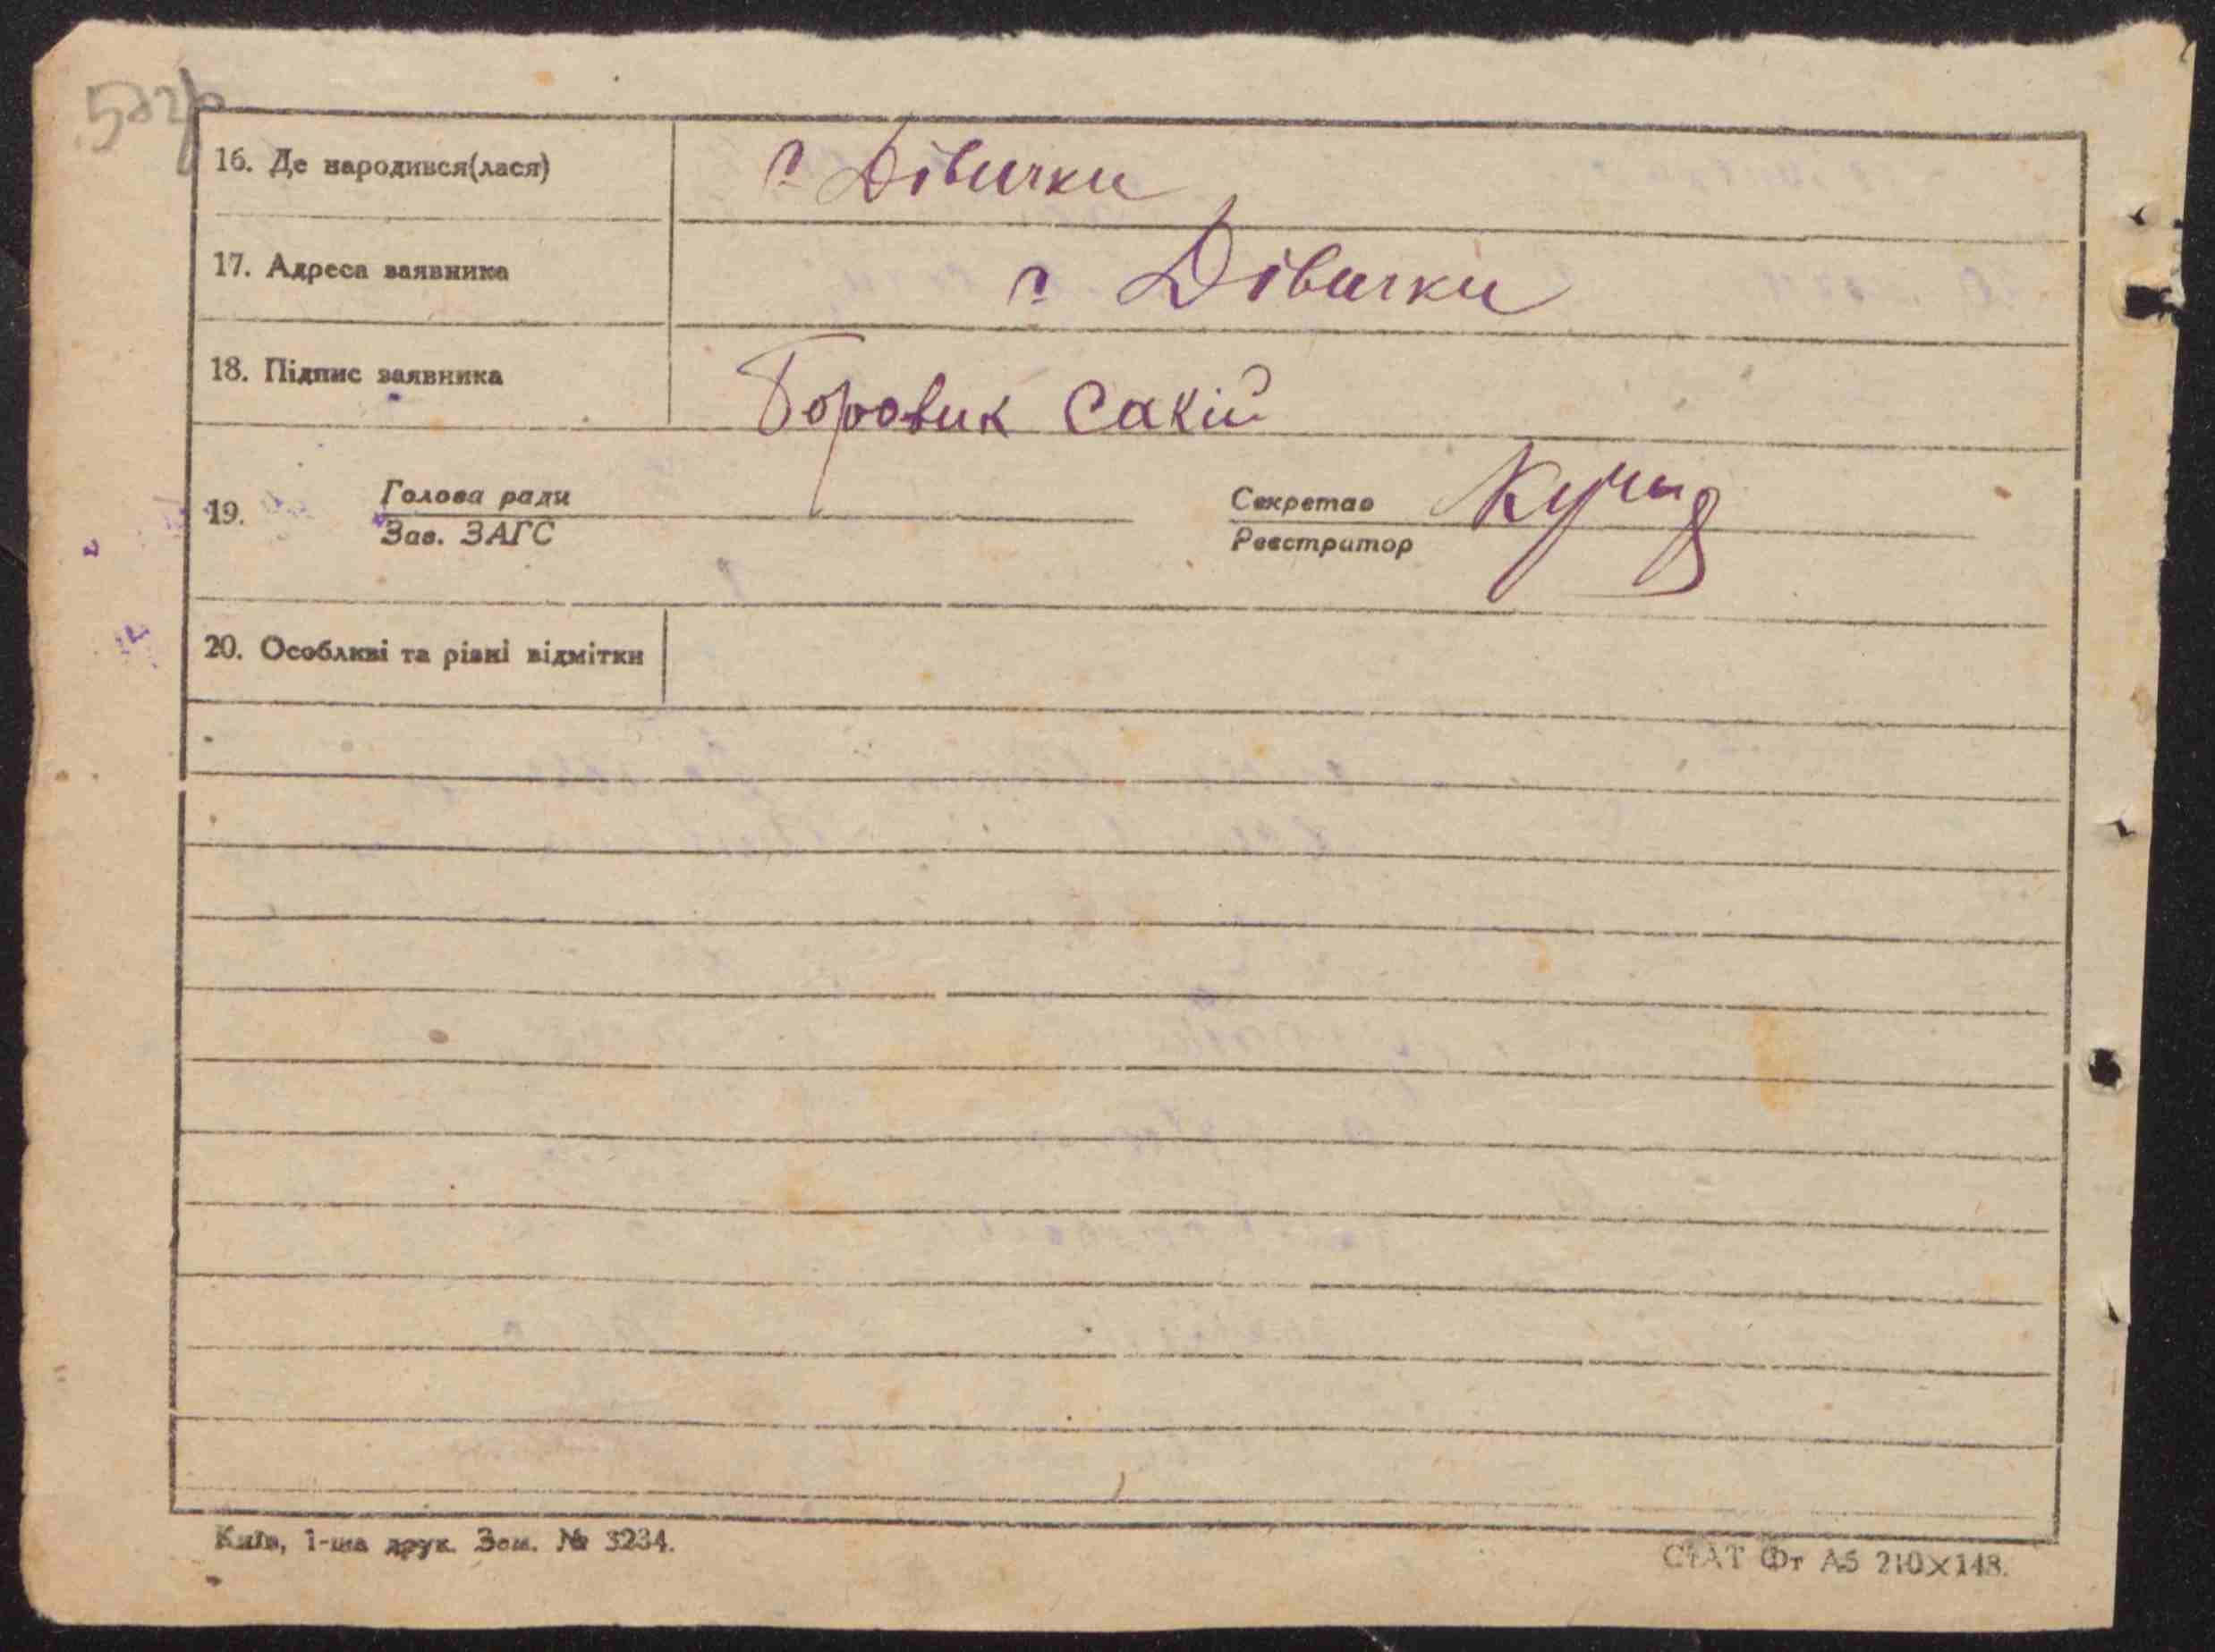 52 зр
16. Де народився(лася) с Дівички
17. Адреса заявника с Дівички
18. Підпис заявника Боровик Сакій
19. Голова ради Секретар
Зав. ЗАГС Реєстратор
20. Особливі та різні відмітки
Київ, 1-ша друк. Зам. № 3234.
СТАТ Фт А5 210×148.